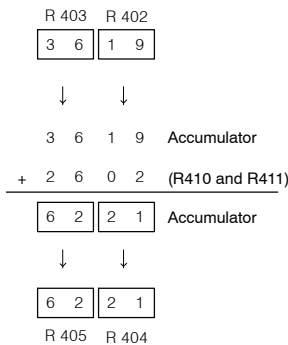 R 403 R 402
3 6 1 9
↓ ↓
3 6 1 9 Accumulator
+ 2 6 0 2 (R410 and R411)
6 2 2 1 Accumulator
↓ ↓
6 2 2 1
R 405 R 404